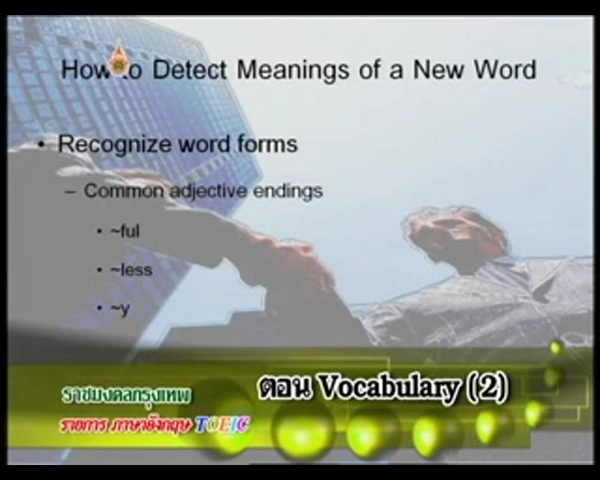 How to Detect Meanings of a New Word
• Recognize word forms
– Common adjective endings
• ~ful
• ~less
• ~y
ตอน Vocabulary (2)
ราชมงคลกรุงเทพ
รายการ ภาษาอังกฤษ TOEIC